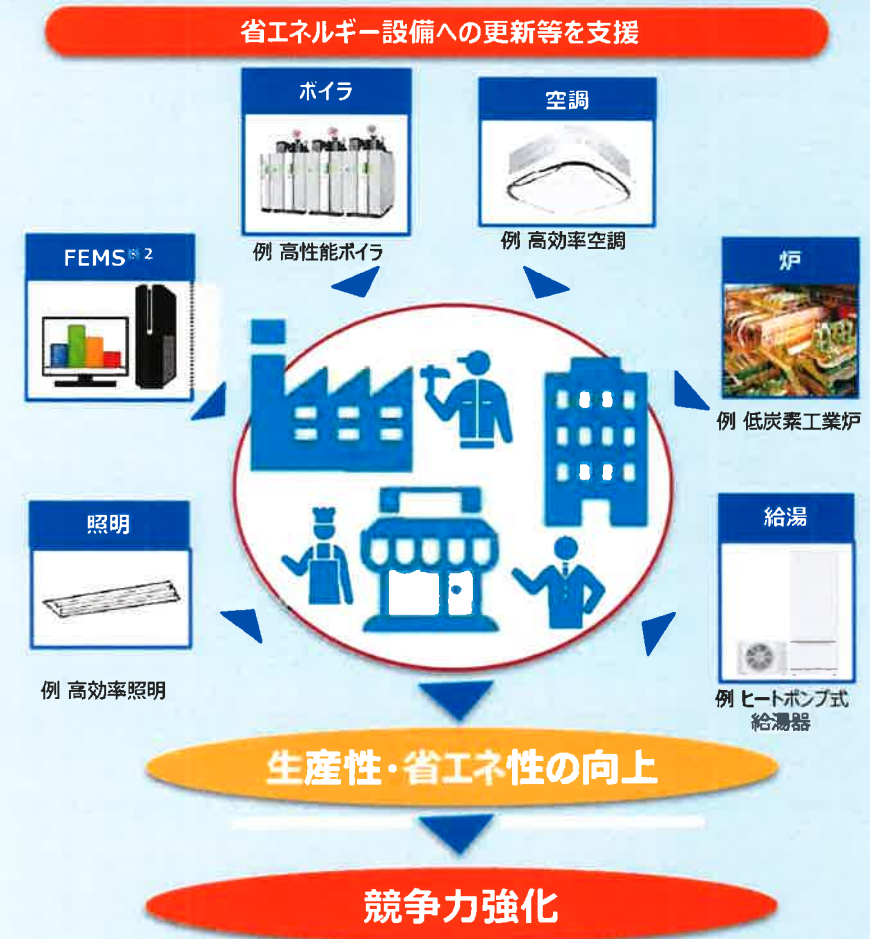 省エネルギー設備への更新等を支援
ボイラ
例 高性能ボイラ
空調
例 高効率空調
FEMS※2
炉
例 低炭素工業炉
照明
例 高効率照明
給湯
例 ヒートポンプ式
給湯器
生産性・省エネ性の向上
競争力強化